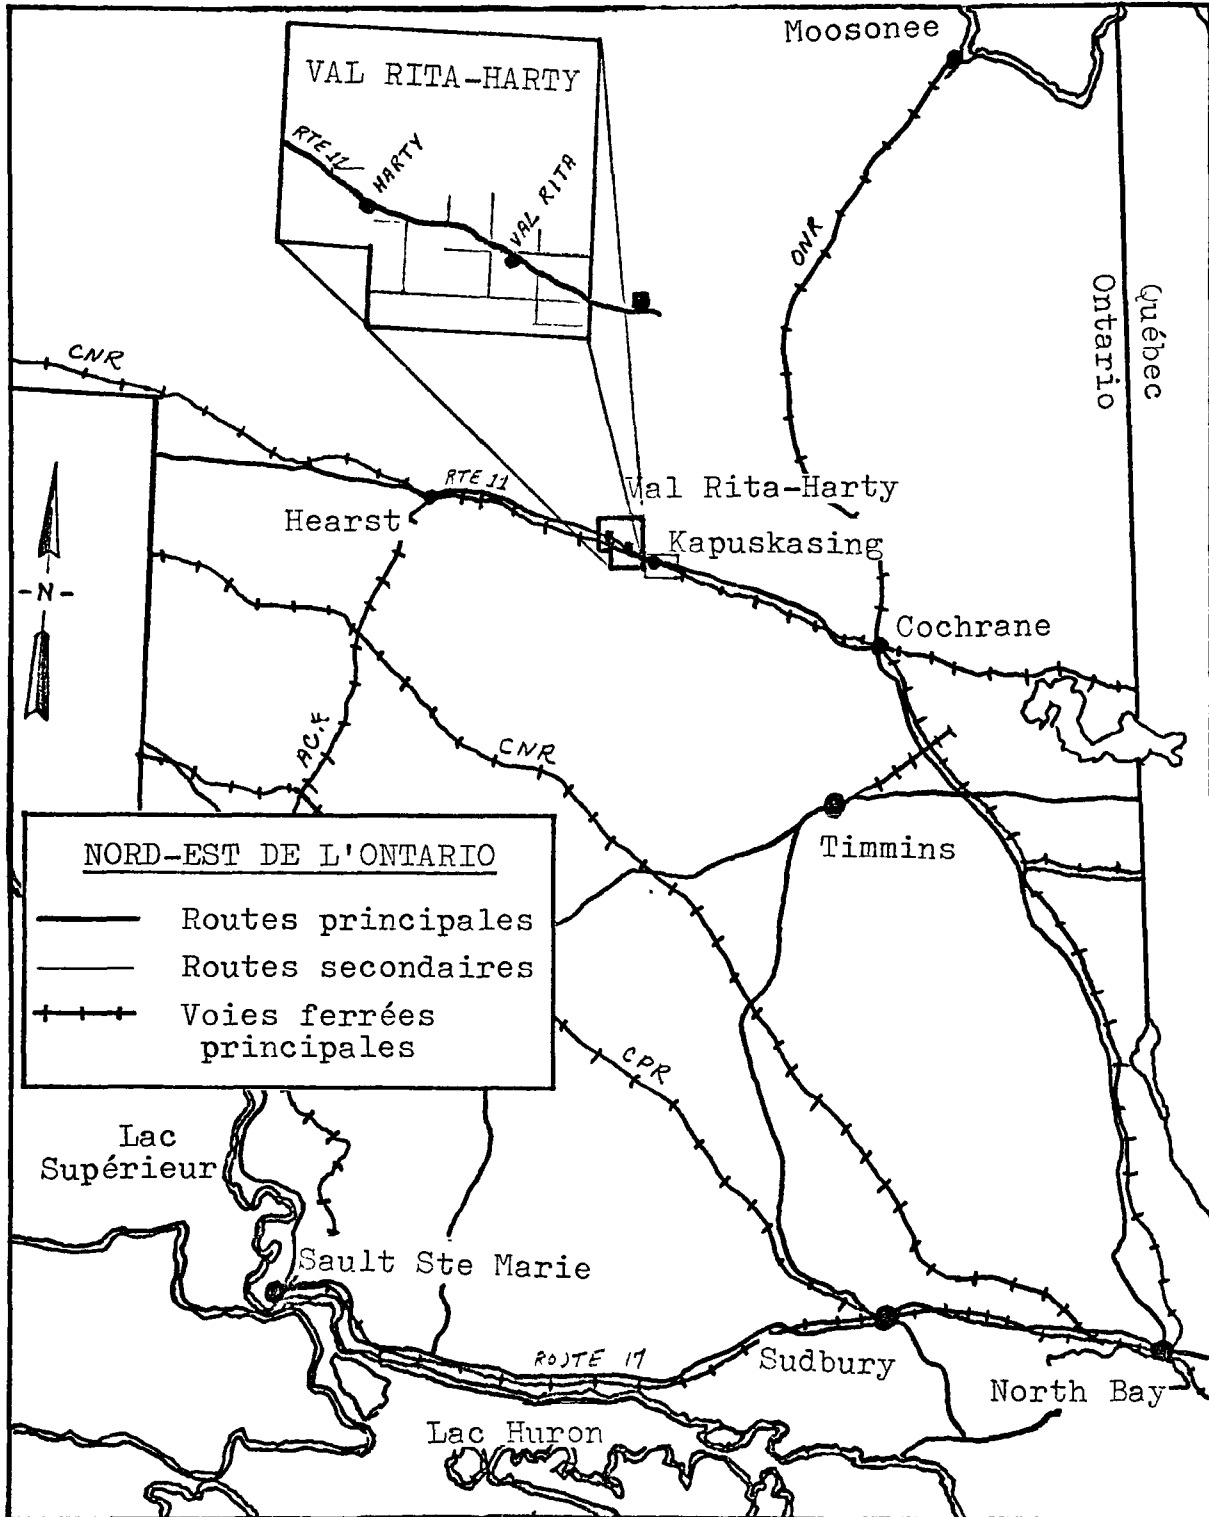 Moosonee
VAL RITA-HARTY
RTE 11
HARTY
VAL RITA
ONR
Québec
Ontario
CNR
RTE 11
Val Rita-Harty
Hearst
Kapuskasing
-N-
Cochrane
AC.F
CNR
NORD-EST DE L'ONTARIO
Timmins
Routes principales
Routes secondaires
Voies ferrées
principales
CPR
Lac
Supérieur
Sault Ste Marie
ROUTE 17
Sudbury
North Bay
Lac Huron